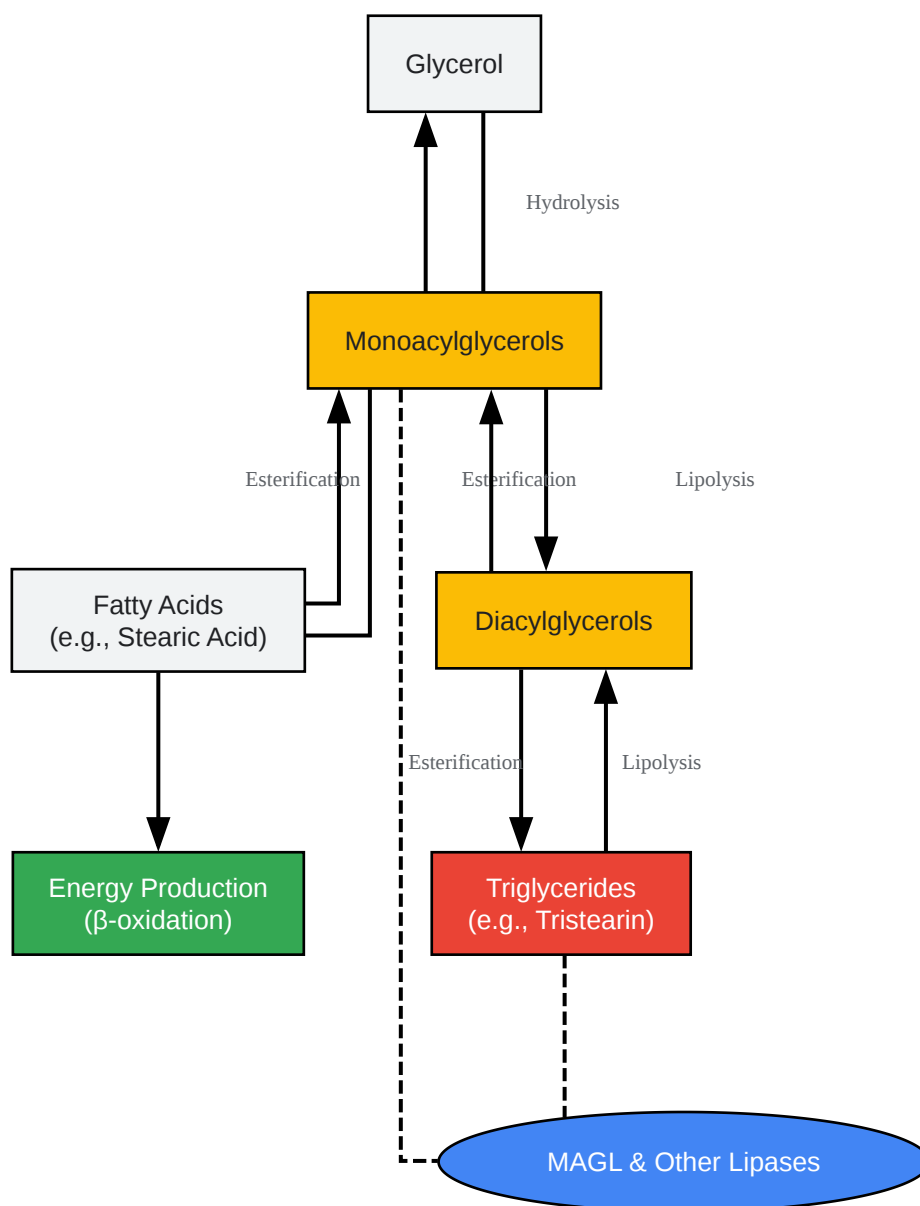 Glycerol
Hydrolysis
Monoacylglycerols
Esterification
Esterification
Lipolysis
Fatty Acids
(e.g., Stearic Acid)
Diacylglycerols
Esterification
Lipolysis
Energy Production
(β-oxidation)
Triglycerides
(e.g., Tristearin)
MAGL & Other Lipases